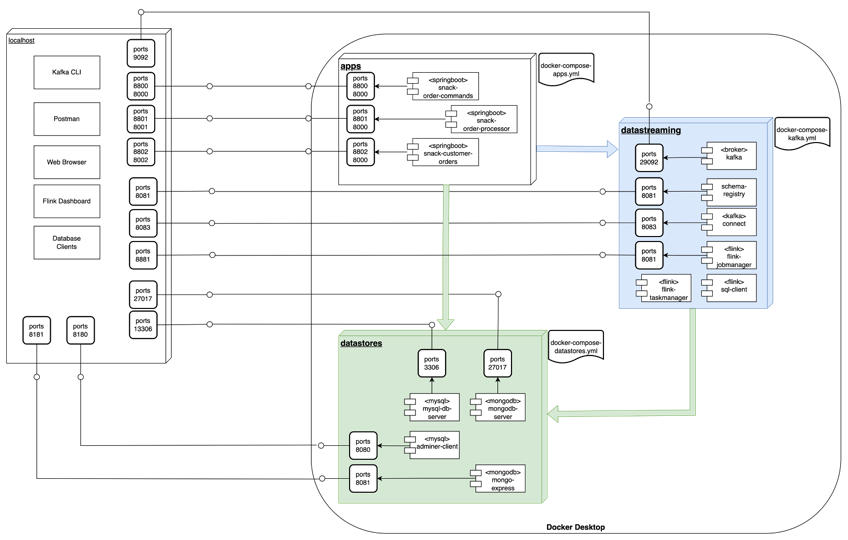 localhost
Kafka CLI
Postman
Web Browser
Flink Dashboard
Database
Clients
ports
9092
ports
8800
8000
ports
8801
8001
ports
8802
8002
ports
8081
ports
8083
ports
8881
ports
27017
ports
13306
ports
8181
ports
8180
apps
ports
8800
8000
<springboot>
snack-
order-commands
ports
8801
8000
<springboot>
snack-
order-processor
ports
8802
8000
<springboot>
snack-customer-
orders
docker-compose-
apps.yml
datastreaming
docker-compose-
kafka.yml
ports
29092
<broker>
kafka
ports
8081
schema-
registry
ports
8083
<kafka>
connect
ports
8081
<flink>
flink-
jobmanager
<flink>
flink-
taskmanager
<flink>
sql-client
datastores
docker-compose-
datastores.yml
ports
3306
ports
27017
<mysql>
mysql-db-
server
<mongodb>
mongodb-
server
ports
8080
<mysql>
adminer-client
ports
8081
<mongodb>
mongo-
express
Docker Desktop